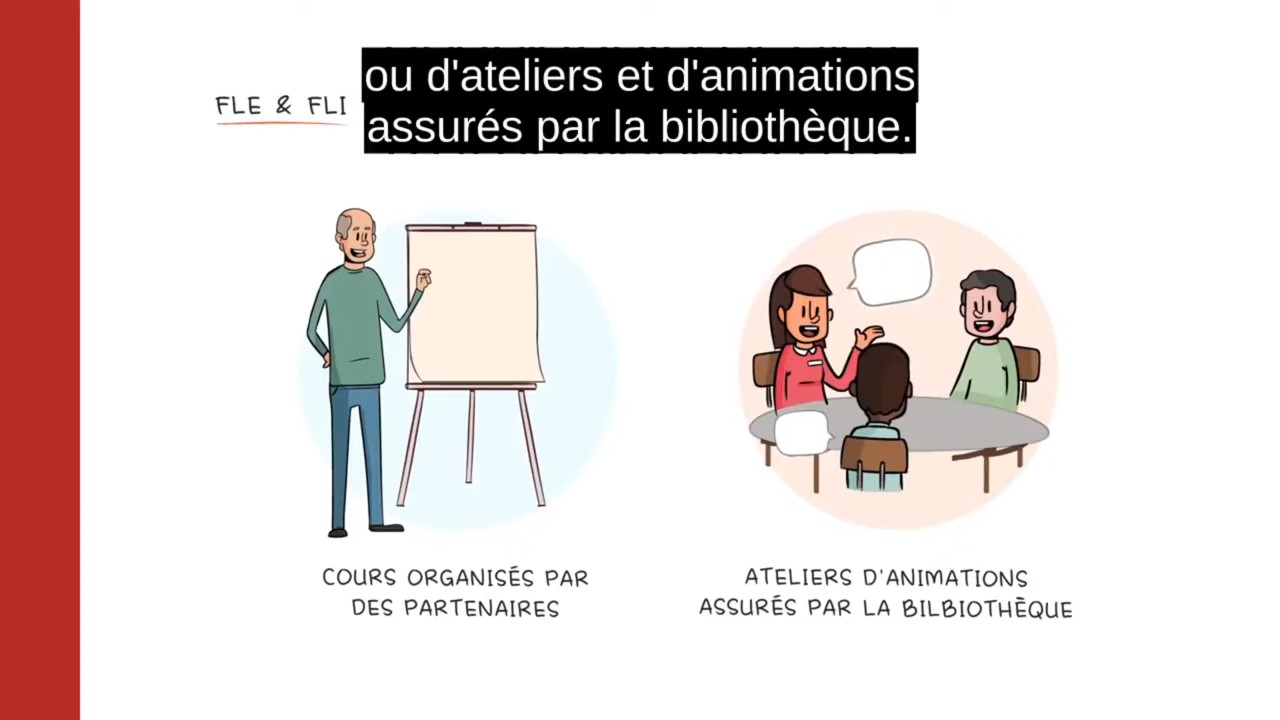 ou d'ateliers et d'animations
assurés par la bibliothèque.
FLE & FLI
COURS ORGANISÉS PAR
DES PARTENAIRES
ATELIERS D'ANIMATIONS
ASSURÉS PAR LA BILBIOTHÈQUE